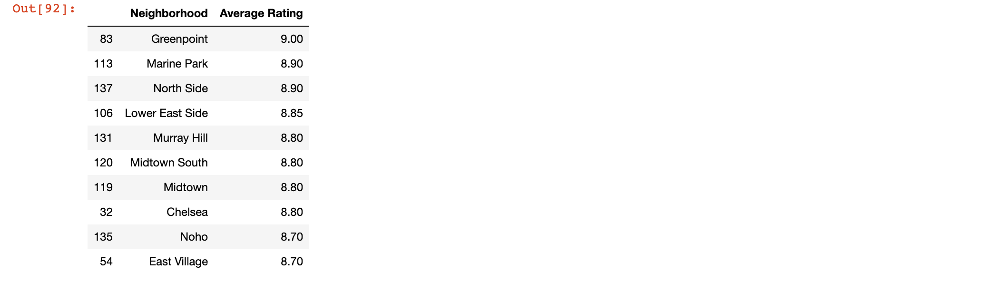 Out[92]:
Neighborhood Average Rating
83 Greenpoint 9.00
113 Marine Park 8.90
137 North Side 8.90
106 Lower East Side 8.85
131 Murray Hill 8.80
120 Midtown South 8.80
119 Midtown 8.80
32 Chelsea 8.80
135 Noho 8.70
54 East Village 8.70